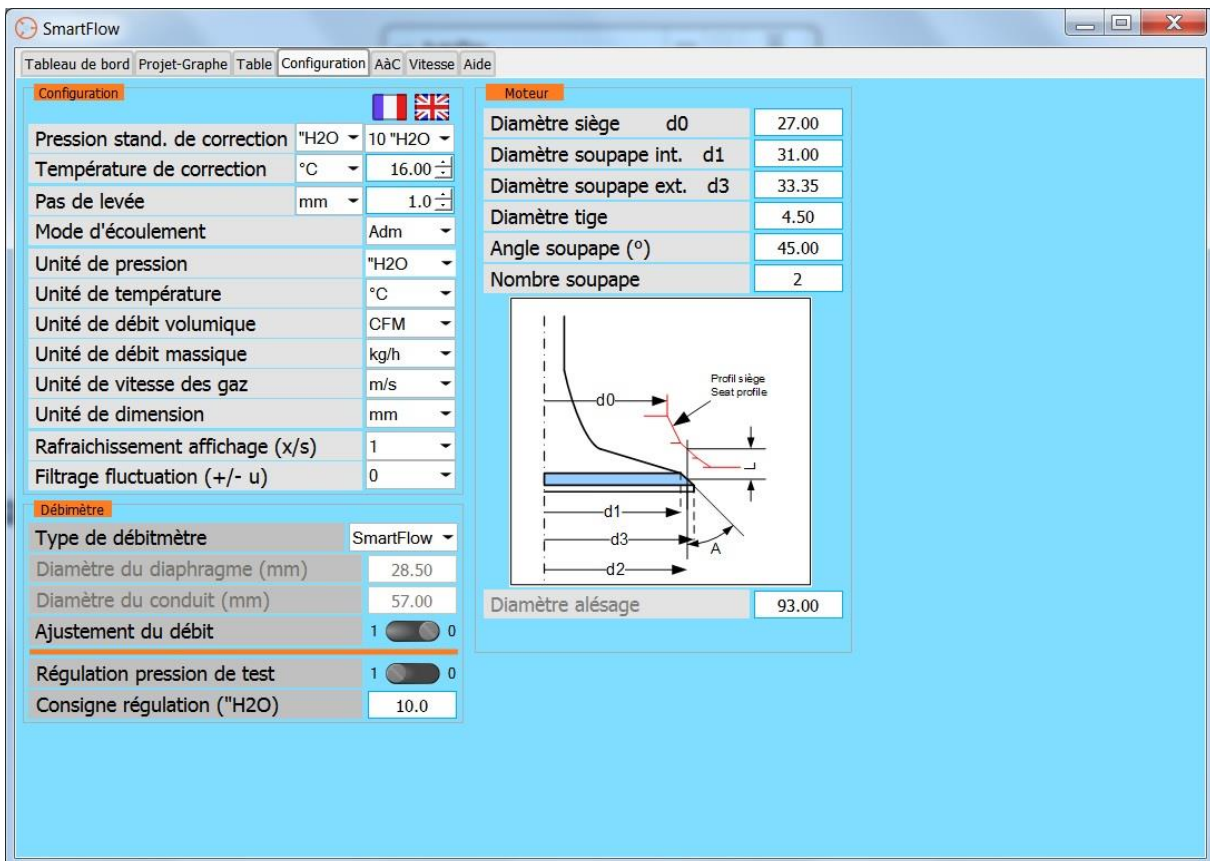 SmartFlow
Tableau de bord Projet-Graphe Table Configuration AàC Vitesse Aide
Configuration
Pression stand. de correction "H2O 10 "H2O
Température de correction °C 16.00
Pas de levée mm 1.0
Mode d'écoulement Adm
Unité de pression "H2O
Unité de température °C
Unité de débit volumique CFM
Unité de débit massique kg/h
Unité de vitesse des gaz m/s
Unité de dimension mm
Rafraichissement affichage (x/s) 1
Filtrage fluctuation (+/- u) 0
Débimètre
Type de débitmètre SmartFlow
Diamètre du diaphragme (mm) 28.50
Diamètre du conduit (mm) 57.00
Ajustement du débit 1 0
Régulation pression de test 1 0
Consigne régulation ("H2O) 10.0
Moteur
Diamètre siège d0 27.00
Diamètre soupape int. d1 31.00
Diamètre soupape ext. d3 33.35
Diamètre tige 4.50
Angle soupape (º) 45.00
Nombre soupape 2
Profil siège
Seat profile
d0
L
d1
d3
A
d2
Diamètre alésage 93.00